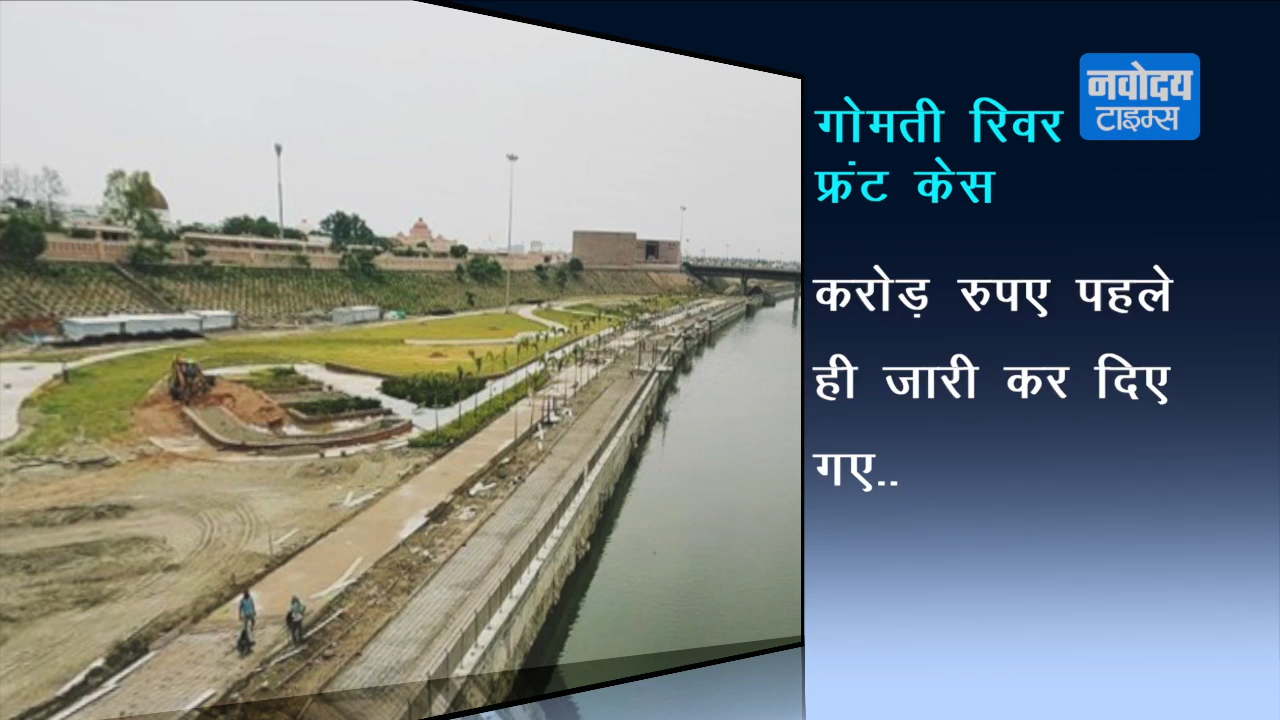 नवोदय
टाइम्स
गोमती रिवर
फ्रंट केस
करोड़ रुपए पहले
ही जारी कर दिए
गए..